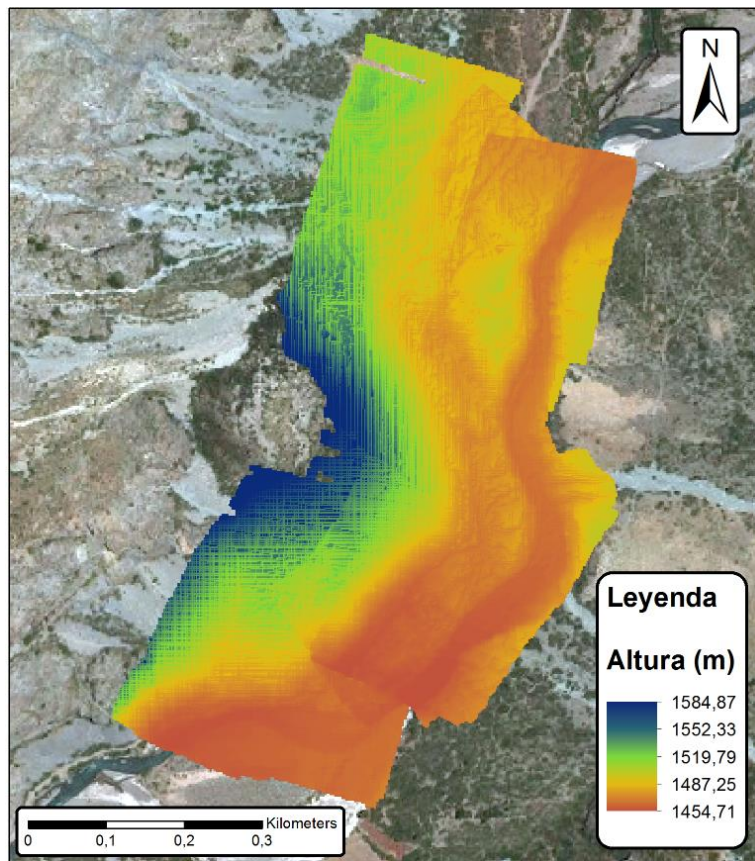 N
Leyenda
Altura (m)
1584,87
1552,33
1519,79
1487,25
1454,71
Kilometers
0 0,1 0,2 0,3